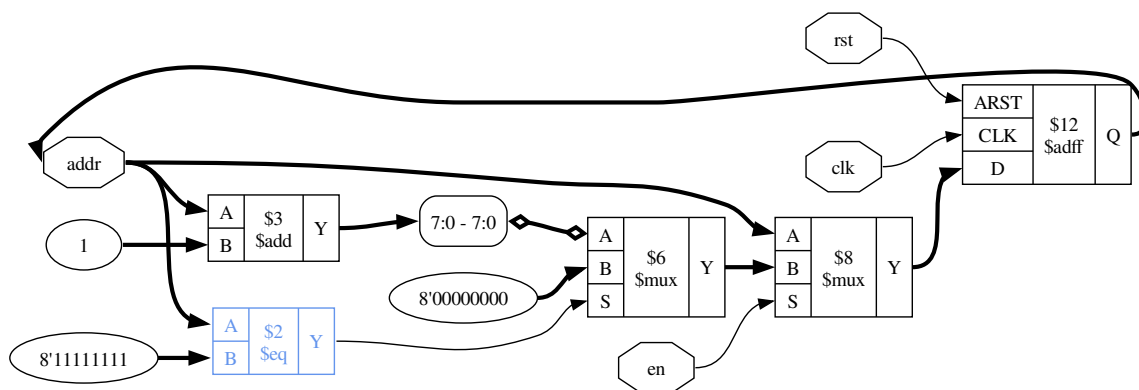 rst
ARST
CLK
D
$12
$adff
Q
clk
addr
A
B
$3
$add
Y
1
7:0 - 7:0
A
B
S
$6
$mux
Y
8'00000000
A
B
S
$8
$mux
Y
A
B
$2
$eq
Y
8'11111111
en